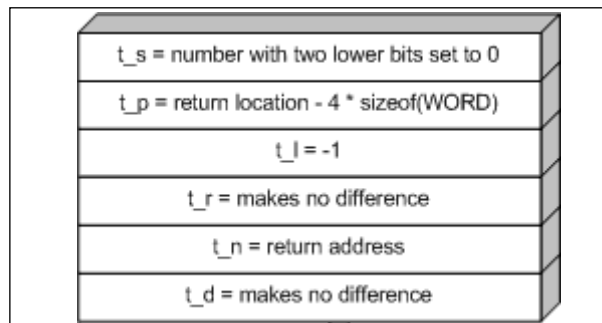 t_s = number with two lower bits set to 0
t_p = return location - 4 * sizeof(WORD)
t_l = -1
t_r = makes no difference
t_n = return address
t_d = makes no difference